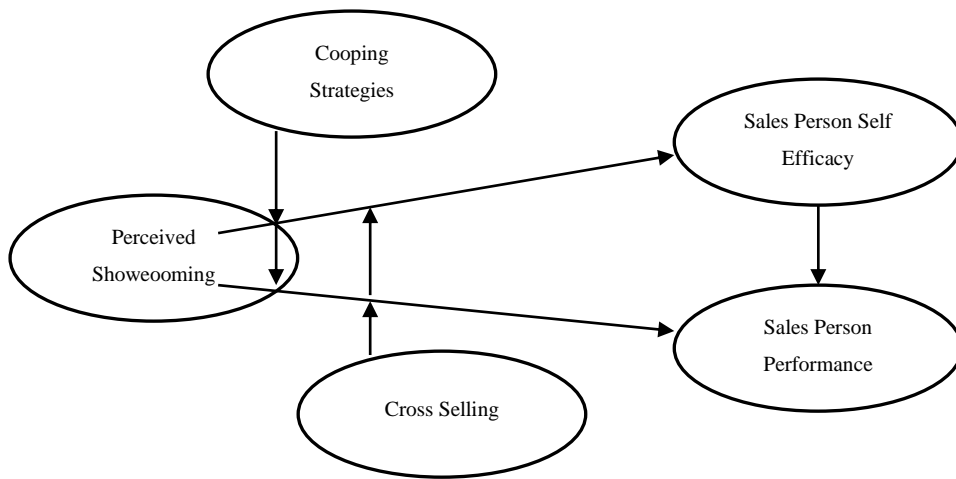 Cooping
Strategies
Sales Person Self
Efficacy
Perceived
Showeooming
Sales Person
Performance
Cross Selling